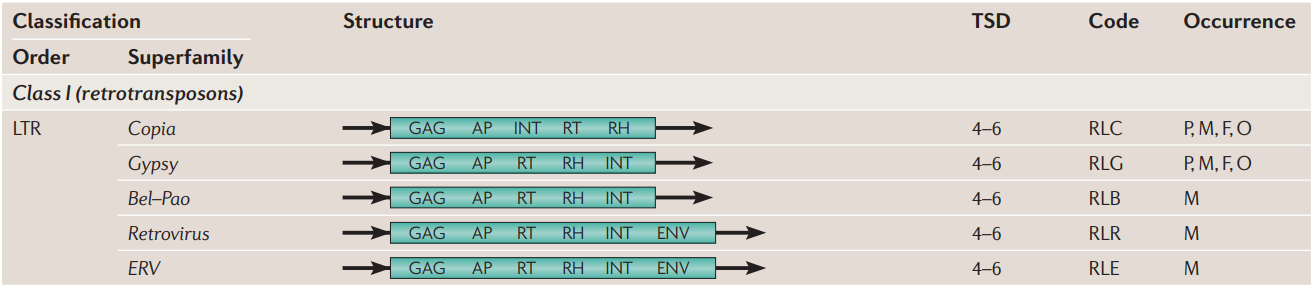 Classification Structure TSD Code Occurrence
Order Superfamily
Class I (retrotransposons)
LTR Copia GAG AP INT RT RH 4–6 RLC P, M, F, O
Gypsy GAG AP RT RH INT 4–6 RLG P, M, F, O
Bel–Pao GAG AP RT RH INT 4–6 RLB M
Retrovirus GAG AP RT RH INT ENV 4–6 RLR M
ERV GAG AP RT RH INT ENV 4–6 RLE M